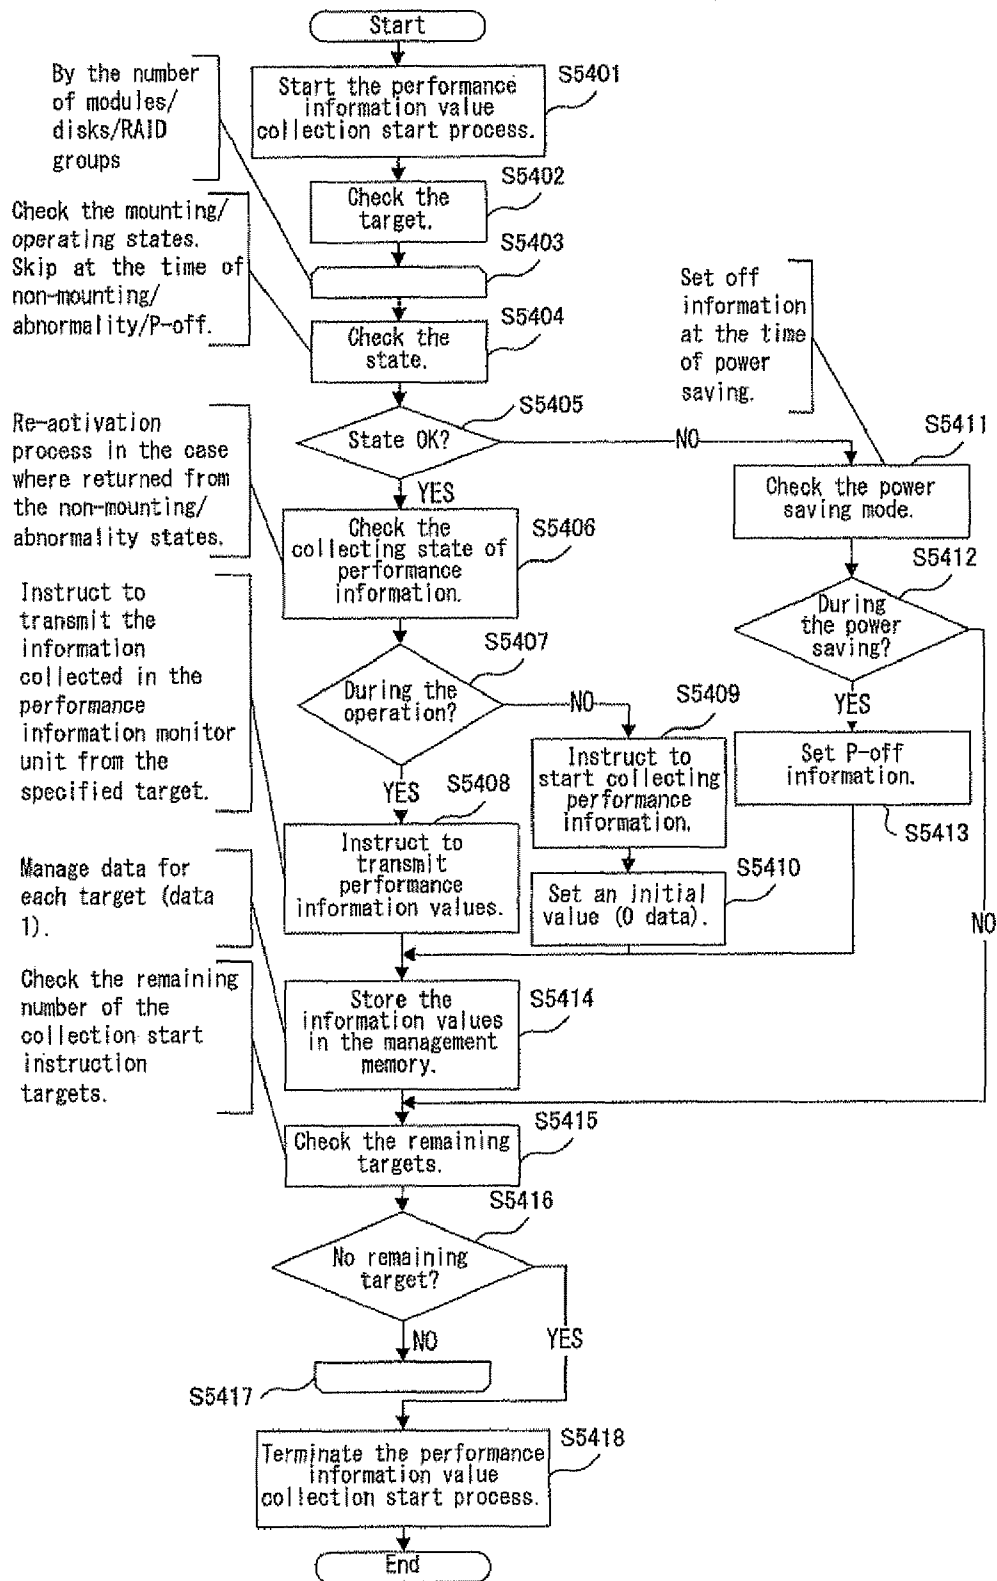 Start
By the number
of modules/
disks/RAID
groups
S5401
Start the performance
information value
collection start process.
S5402
Check the
target.
Check the mounting/
operating states.
Skip at the time of
non-mounting/
abnormality/P-off.
S5403
S5404
Check the
state.
Set off
information
at the time
of power
saving.
S5405
State OK?
NO
YES
S5411
Check the power
saving mode.
Re-activation
process in the case
where returned from
the non-mounting/
abnormality states.
S5406
Check the
collecting state of
performance
information.
S5412
During
the power
saving?
YES
NO
Instruct to
transmit the
information
collected in the
performance
information monitor
unit from the
specified target.
S5407
During the
operation?
NO
YES
S5409
Instruct to
start collecting
performance
information.
Set P-off
information.
S5413
S5408
Instruct to
transmit
performance
information values.
S5410
Set an initial
value (0 data).
Manage data for
each target (data
1).
S5414
Store the
information values
in the management
memory.
Check the remaining
number of the
collection start
instruction
targets.
S5415
Check the remaining
targets.
S5416
No remaining
target?
NO
YES
S5417
S5418
Terminate the performance
information value
collection start process.
End